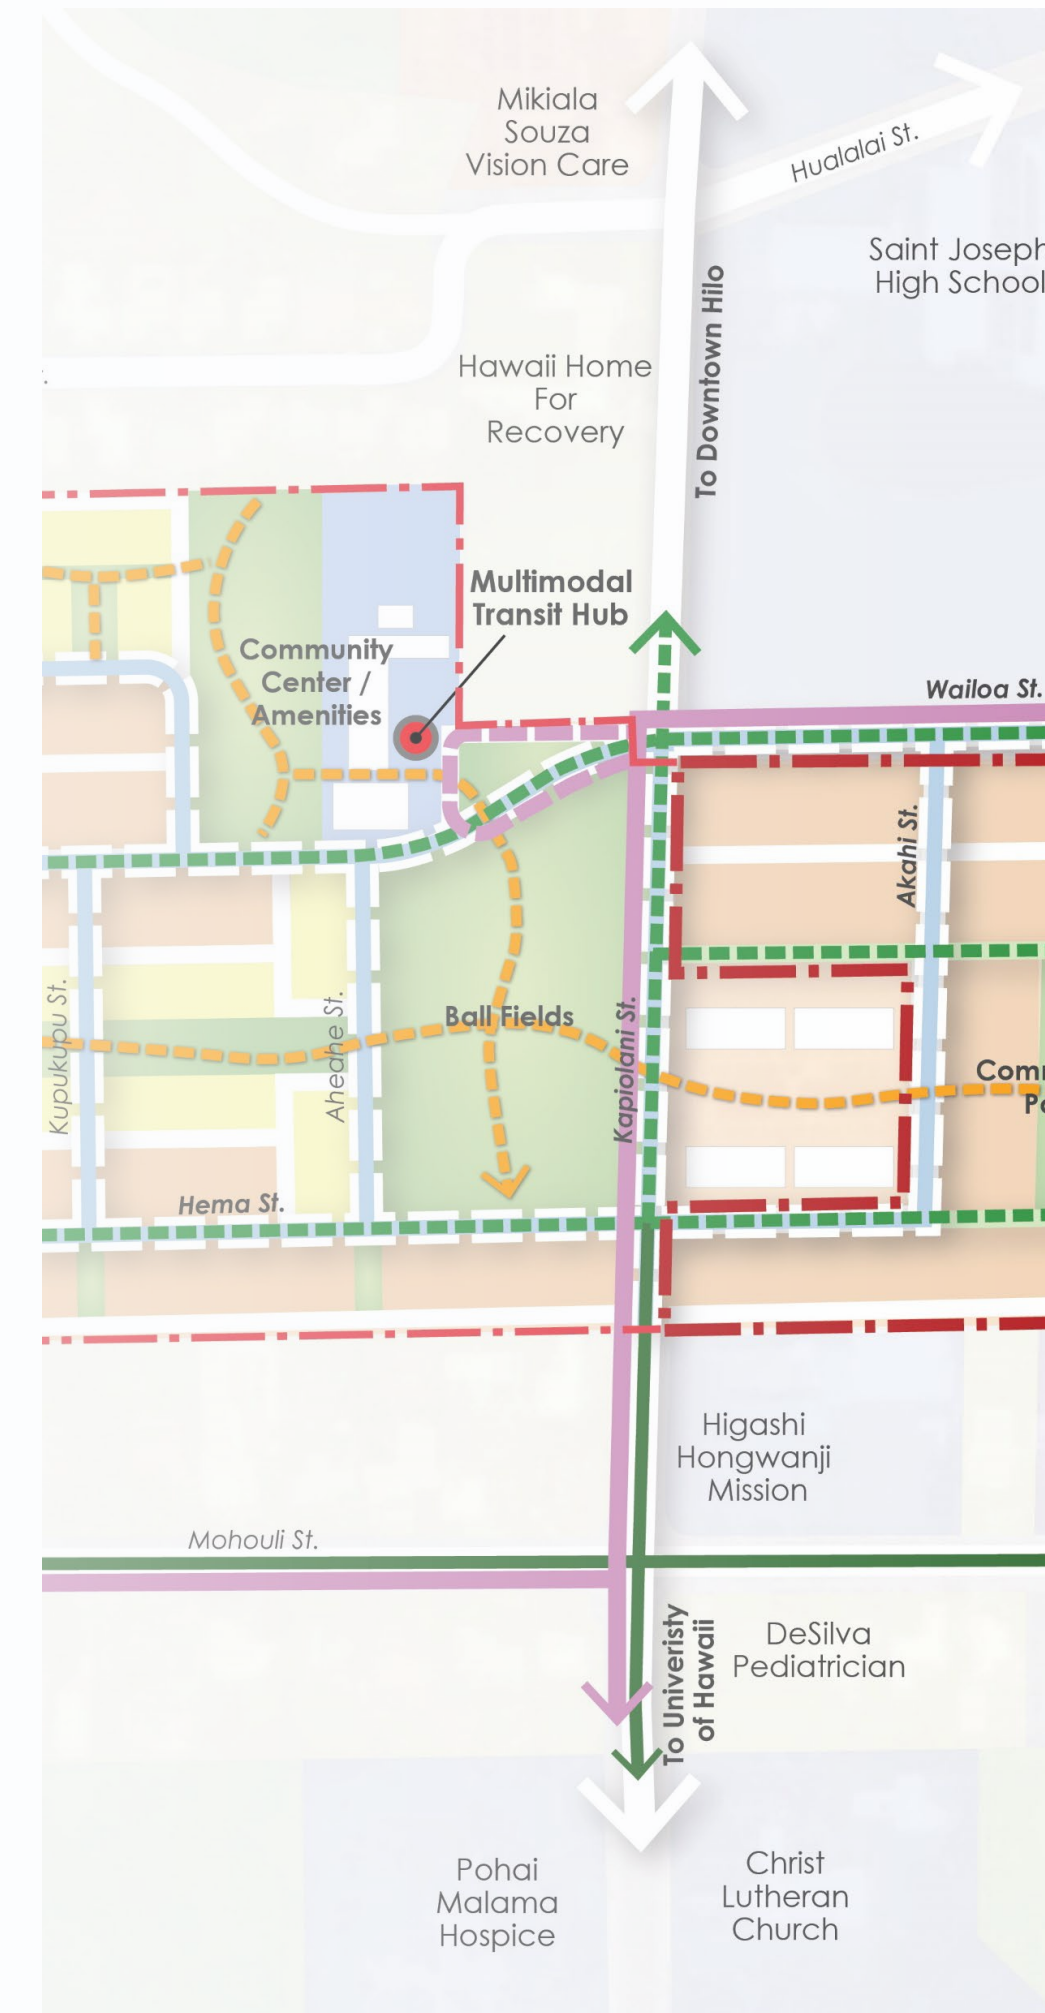 Mikiala
Souza
Vision Care
Hualalai St.
Saint Joseph
High School
To Downtown Hilo
Hawaii Home
For
Recovery
Multimodal
Transit Hub
Community
Center /
Amenities
Wailoa St.
Akahi St.
Kupukupu St.
Aheahe St.
Ball Fields
Kapiolani St.
Hema St.
Higashi
Hongwanji
Mission
Mohouli St.
To Univeristy
of Hawaii
DeSilva
Pediatrician
Pohai
Malama
Hospice
Christ
Lutheran
Church